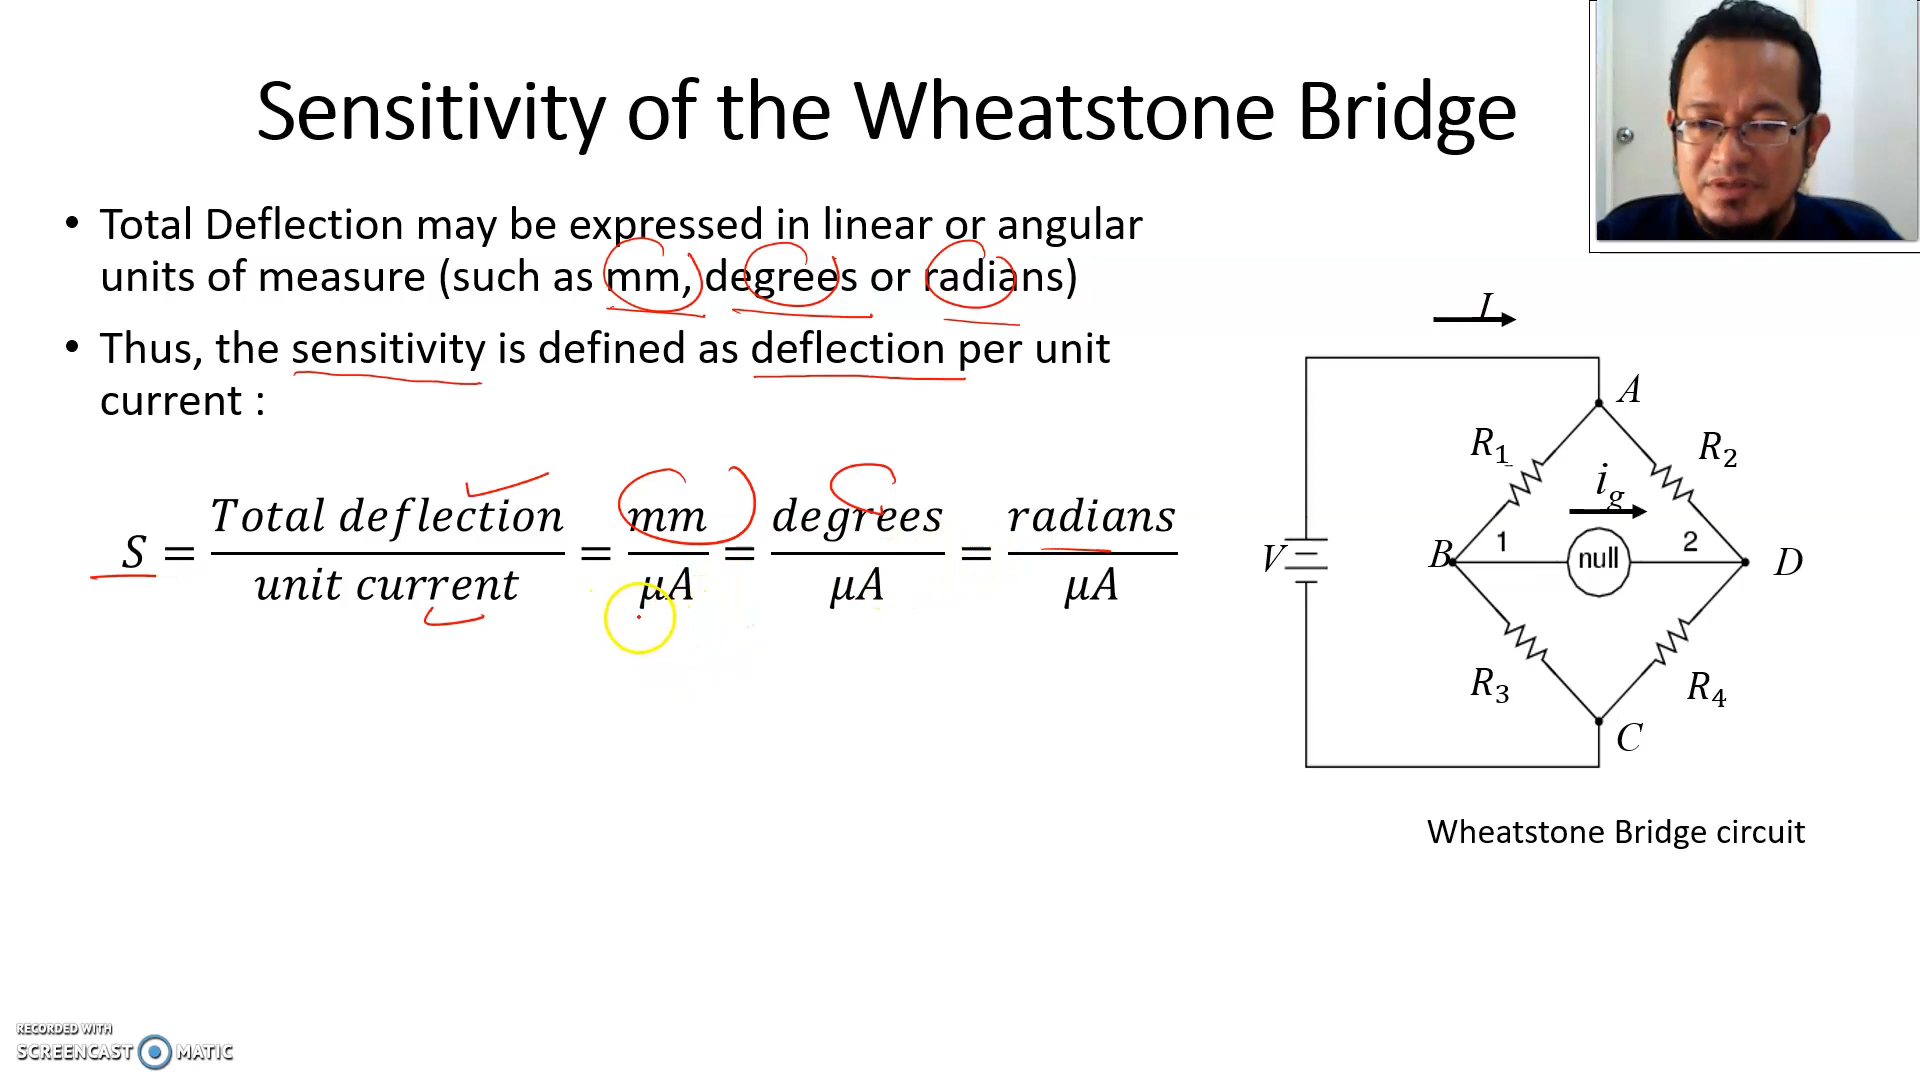 Sensitivity of the Wheatstone Bridge
• Total Deflection may be expressed in linear or angular
units of measure (such as mm, degrees or radians)
• Thus, the sensitivity is defined as deflection per unit
current :
S = Total deflection / unit current = mm / μA = degrees / μA = radians / μA
I
A
R₁
R₂
i_g
V
B
1
null
2
D
R₃
R₄
C
Wheatstone Bridge circuit
RECORDED WITH
SCREENCAST MATIC